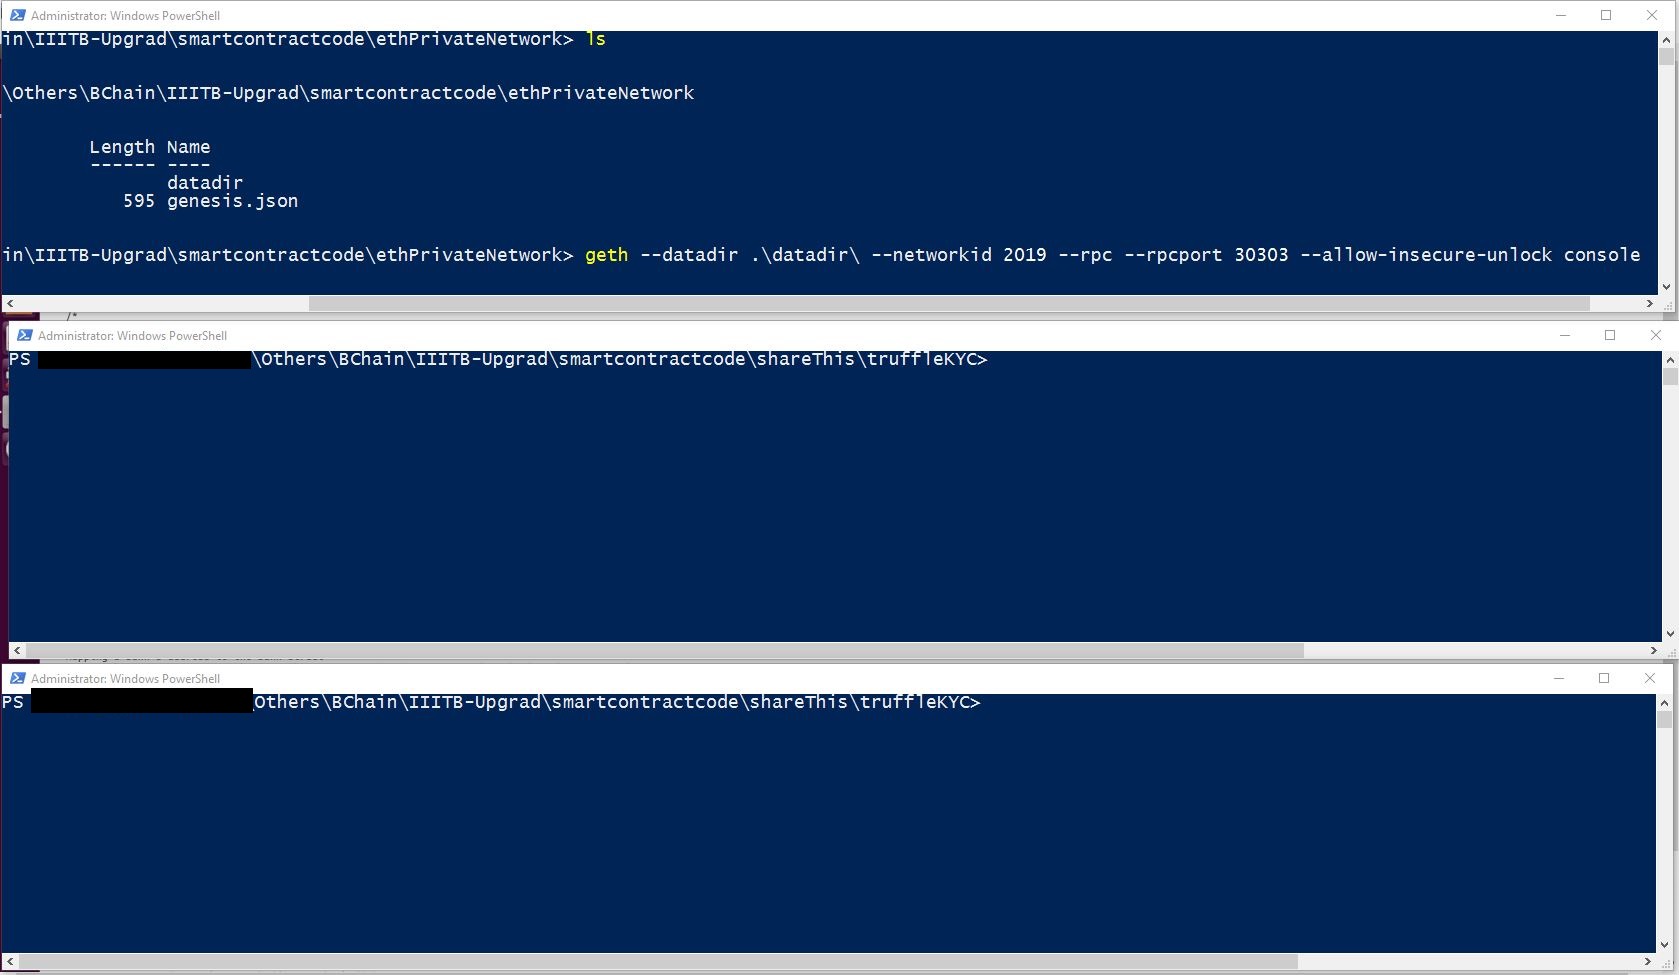 Administrator: Windows PowerShell
in\IIITB-Upgrad\smartcontractcode\ethPrivateNetwork> ls
\Others\BChain\IIITB-Upgrad\smartcontractcode\ethPrivateNetwork
Length Name
------ ----
datadir
595 genesis.json
in\IIITB-Upgrad\smartcontractcode\ethPrivateNetwork> geth --datadir .\datadir\ --networkid 2019 --rpc --rpcport 30303 --allow-insecure-unlock console
/*
Administrator: Windows PowerShell
PS \Others\BChain\IIITB-Upgrad\smartcontractcode\shareThis\truffleKYC>
Administrator: Windows PowerShell
PS Others\BChain\IIITB-Upgrad\smartcontractcode\shareThis\truffleKYC>